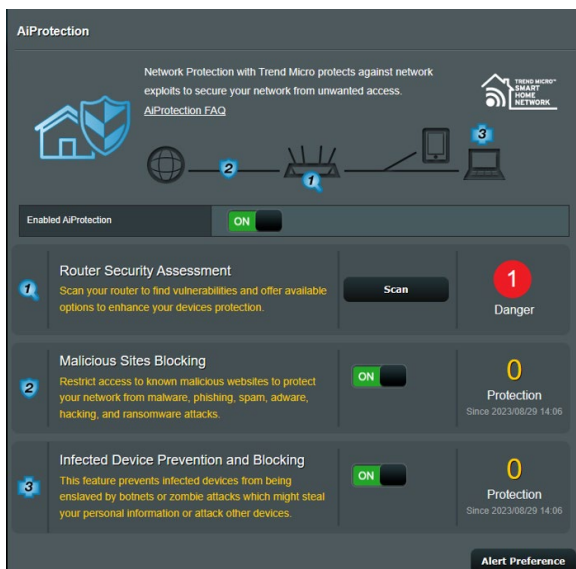 AiProtection
Network Protection with Trend Micro protects against network
exploits to secure your network from unwanted access.
AiProtection FAQ
TREND MICRO™
SMART
HOME
NETWORK
3
2
1
Enabled AiProtection
ON
1
Router Security Assessment
Scan your router to find vulnerabilities and offer available
options to enhance your devices protection.
Scan
1
Danger
2
Malicious Sites Blocking
Restrict access to known malicious websites to protect
your network from malware, phishing, spam, adware,
hacking, and ransomware attacks.
ON
0
Protection
Since 2023/08/29 14:06
3
Infected Device Prevention and Blocking
This feature prevents infected devices from being
enslaved by botnets or zombie attacks which might steal
your personal information or attack other devices.
ON
0
Protection
Since 2023/08/29 14:06
Alert Preference